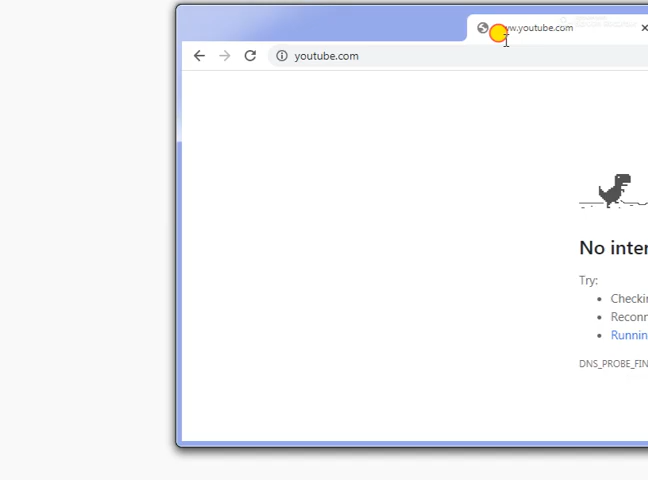 ww.youtube.com
youtube.com
No inter
Try:
Checkin
Reconn
Runnin
DNS_PROBE_FIN